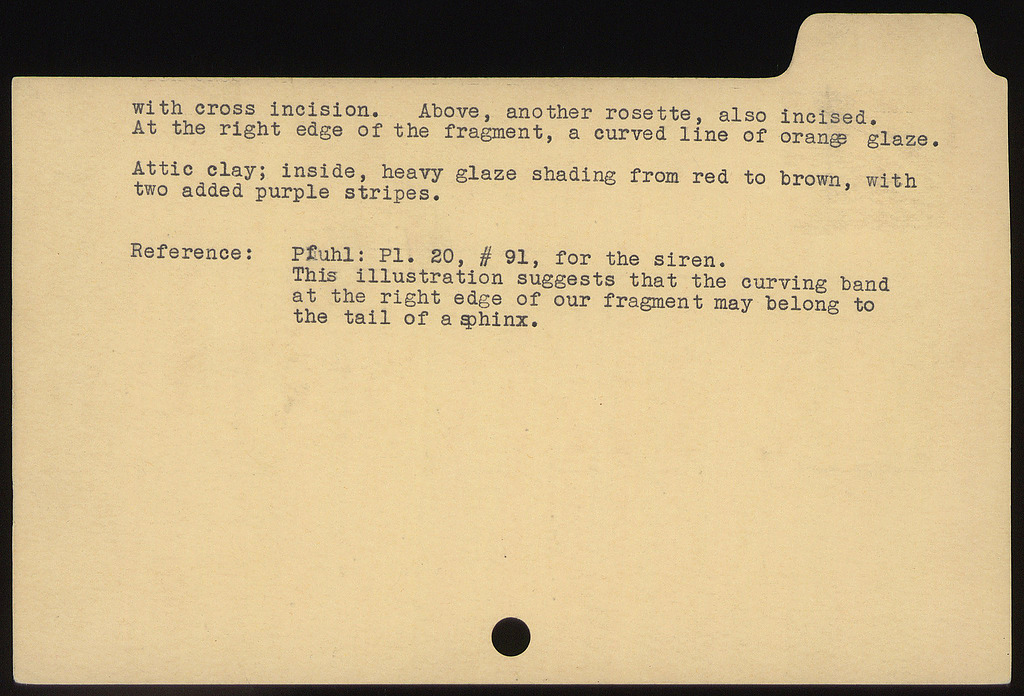 with cross incision.   Above, another rosette, also incised.
At the right edge of the fragment, a curved line of orange glaze.
Attic clay; inside, heavy glaze shading from red to brown, with
two added purple stripes.
Reference:   Pfuhl: Pl. 20, # 91, for the siren.
This illustration suggests that the curving band
at the right edge of our fragment may belong to
the tail of a sphinx.